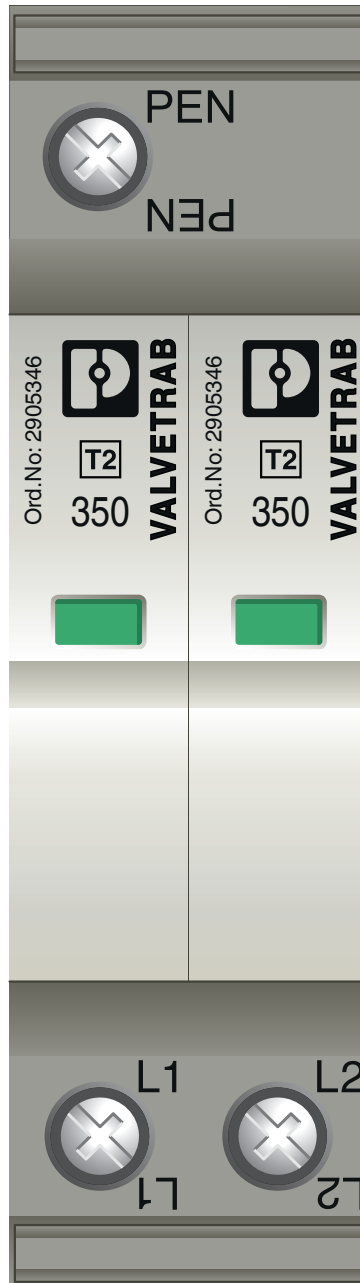 PEN
PEN
Ord.No: 2905346
T2
350
VALVETRAB
Ord.No: 2905346
T2
350
VALVETRAB
L1
L2
L1
L2